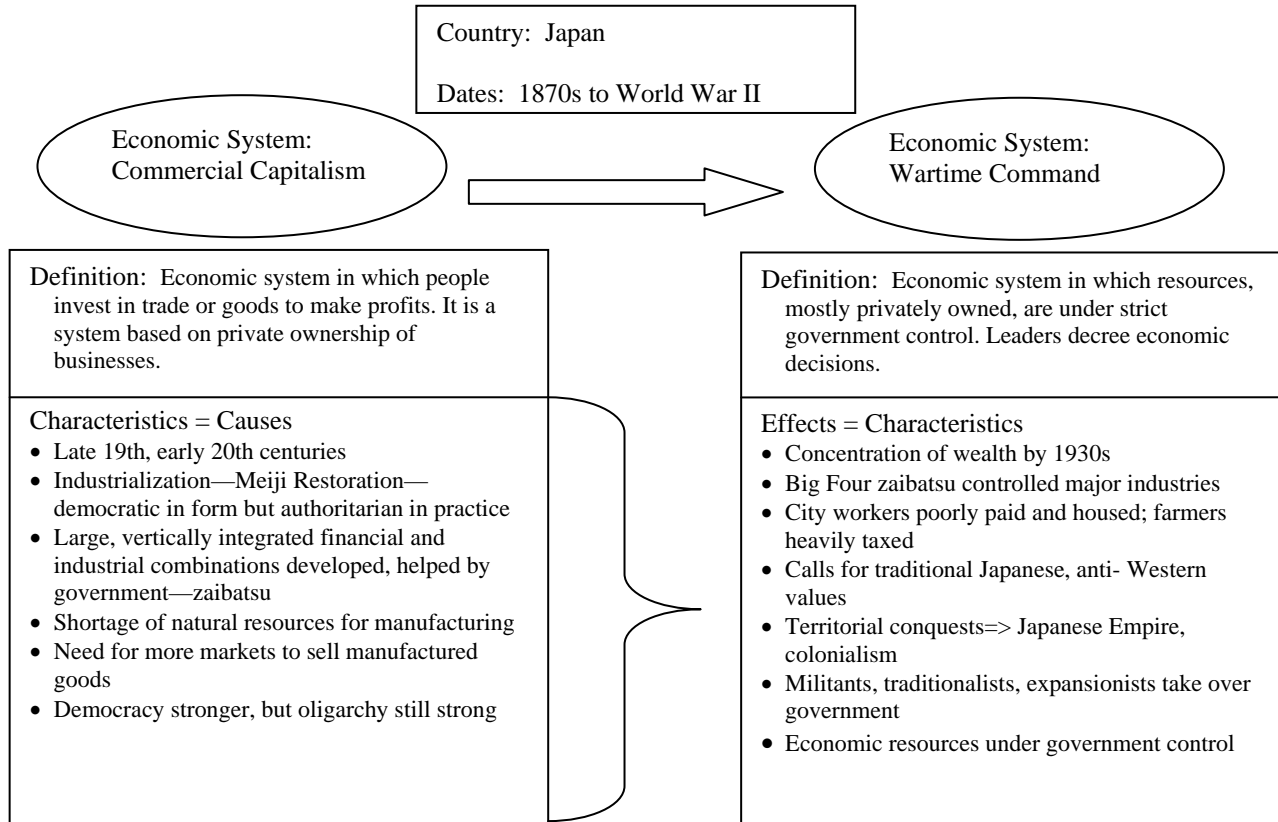 Country: Japan
Dates: 1870s to World War II
Economic System:
Commercial Capitalism
Economic System:
Wartime Command
Definition: Economic system in which people
invest in trade or goods to make profits. It is a
system based on private ownership of
businesses.
Characteristics = Causes
• Late 19th, early 20th centuries
• Industrialization—Meiji Restoration—
democratic in form but authoritarian in practice
• Large, vertically integrated financial and
industrial combinations developed, helped by
government—zaibatsu
• Shortage of natural resources for manufacturing
• Need for more markets to sell manufactured
goods
• Democracy stronger, but oligarchy still strong
Definition: Economic system in which resources,
mostly privately owned, are under strict
government control. Leaders decree economic
decisions.
Effects = Characteristics
• Concentration of wealth by 1930s
• Big Four zaibatsu controlled major industries
• City workers poorly paid and housed; farmers
heavily taxed
• Calls for traditional Japanese, anti- Western
values
• Territorial conquests=> Japanese Empire,
colonialism
• Militants, traditionalists, expansionists take over
government
• Economic resources under government control